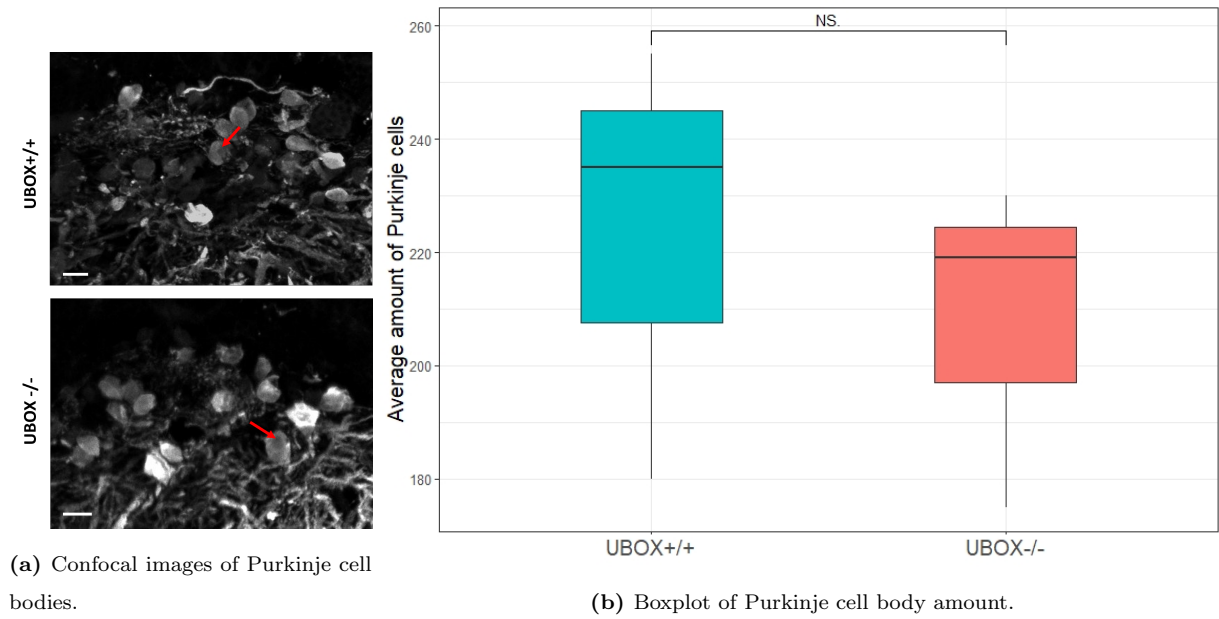 UBOX+/+
UBOX -/-
(a) Confocal images of Purkinje cell
bodies.
Average amount of Purkinje cells
260
240
220
200
180
NS.
UBOX+/+
UBOX-/-
(b) Boxplot of Purkinje cell body amount.